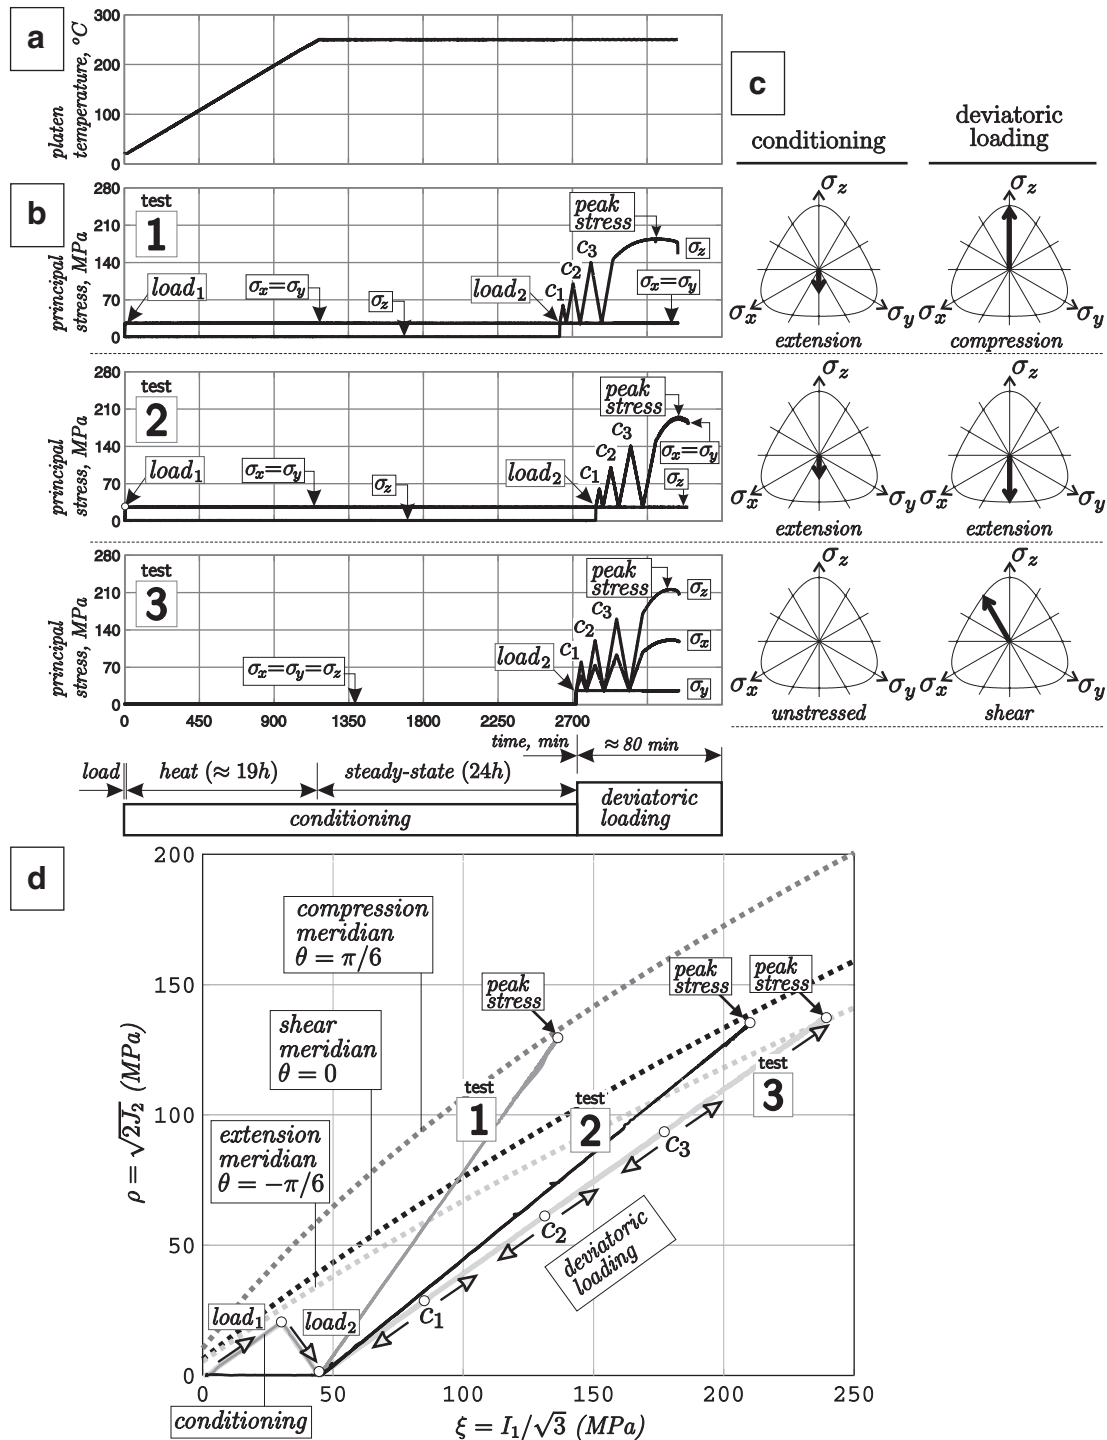 a
platen
temperature, °C
300
200
100
0
c
conditioning
deviatoric
loading
b
principal
stress, MPa
280
210
140
70
0
test
1
load₁
σx=σy
σz
load₂
c₁
c₂
c₃
peak
stress
σz
σx=σy
σz
σx
σy
extension
σz
compression
principal
stress, MPa
280
210
140
70
0
test
2
load₁
σx=σy
σz
load₂
c₁
c₂
c₃
peak
stress
σx=σy
σz
σz
σx
σy
extension
σz
extension
principal
stress, MPa
280
210
140
70
0
test
3
σx=σy=σz
load₂
c₁
c₂
c₃
peak
stress
σz
σx
σy
σz
σx
σy
unstressed
σz
shear
0 450 900 1350 1800 2250 2700
time, min
≈ 80 min
load
heat (≈ 19h)
steady-state (24h)
conditioning
deviatoric
loading
d
ρ = √2J₂ (MPa)
200
150
100
50
0
compression
meridian
θ = π/6
shear
meridian
θ = 0
extension
meridian
θ = −π/6
peak
stress
peak
stress
peak
stress
test
1
test
2
test
3
load₁
load₂
c₁
c₂
c₃
deviatoric
loading
conditioning
0 50 100 150 200 250
ξ = I₁/√3 (MPa)